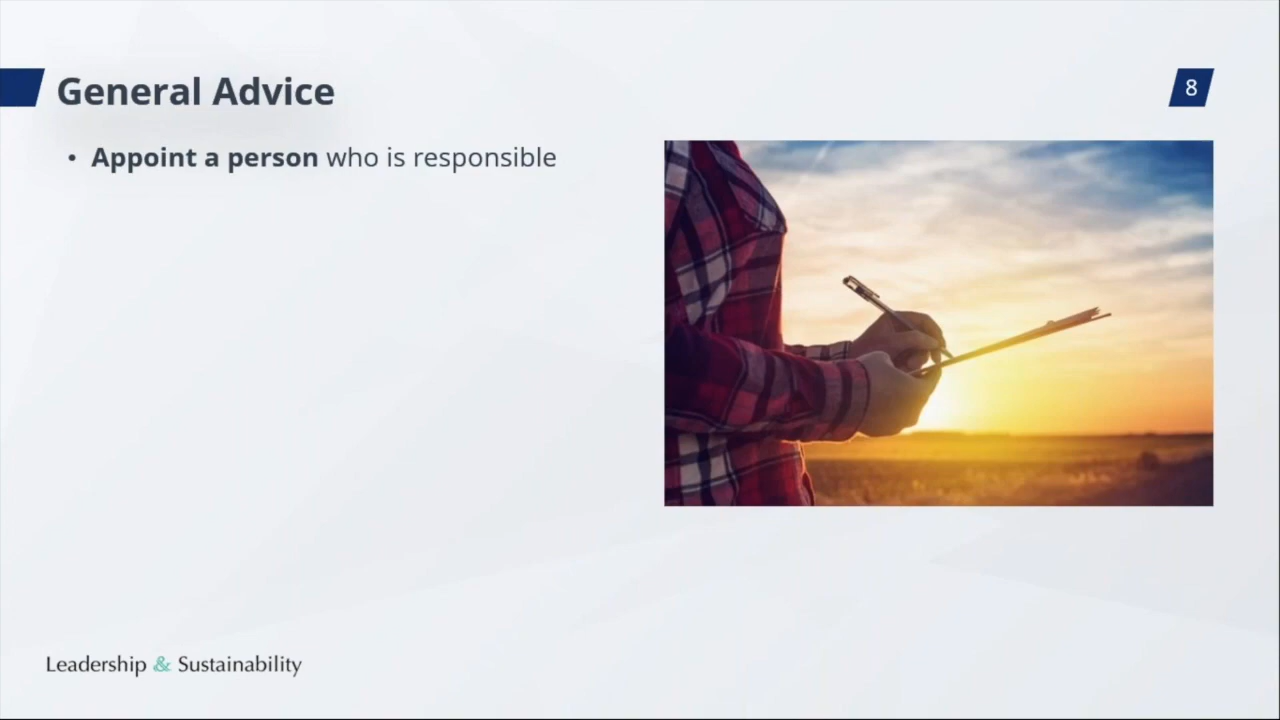 General Advice
8
• Appoint a person who is responsible
Leadership & Sustainability